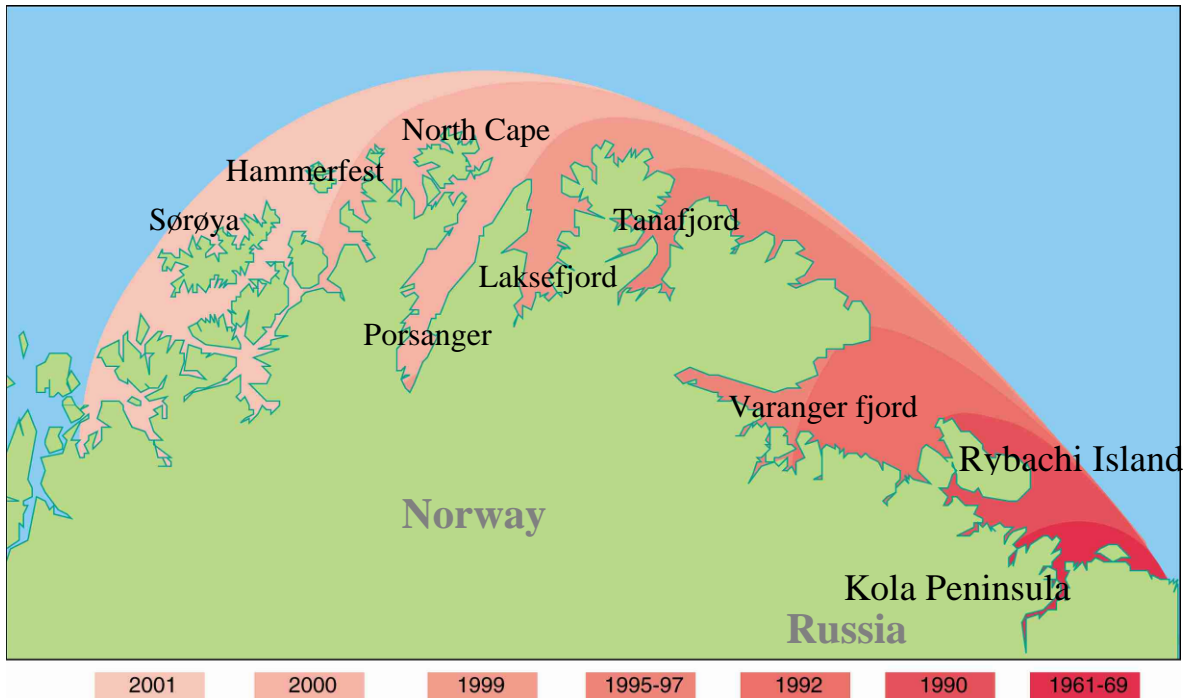 North Cape
Hammerfest
Sørøya
Tanafjord
Laksefjord
Porsanger
Varanger fjord
Rybachi Island
Norway
Kola Peninsula
Russia
2001 2000 1999 1995-97 1992 1990 1961-69